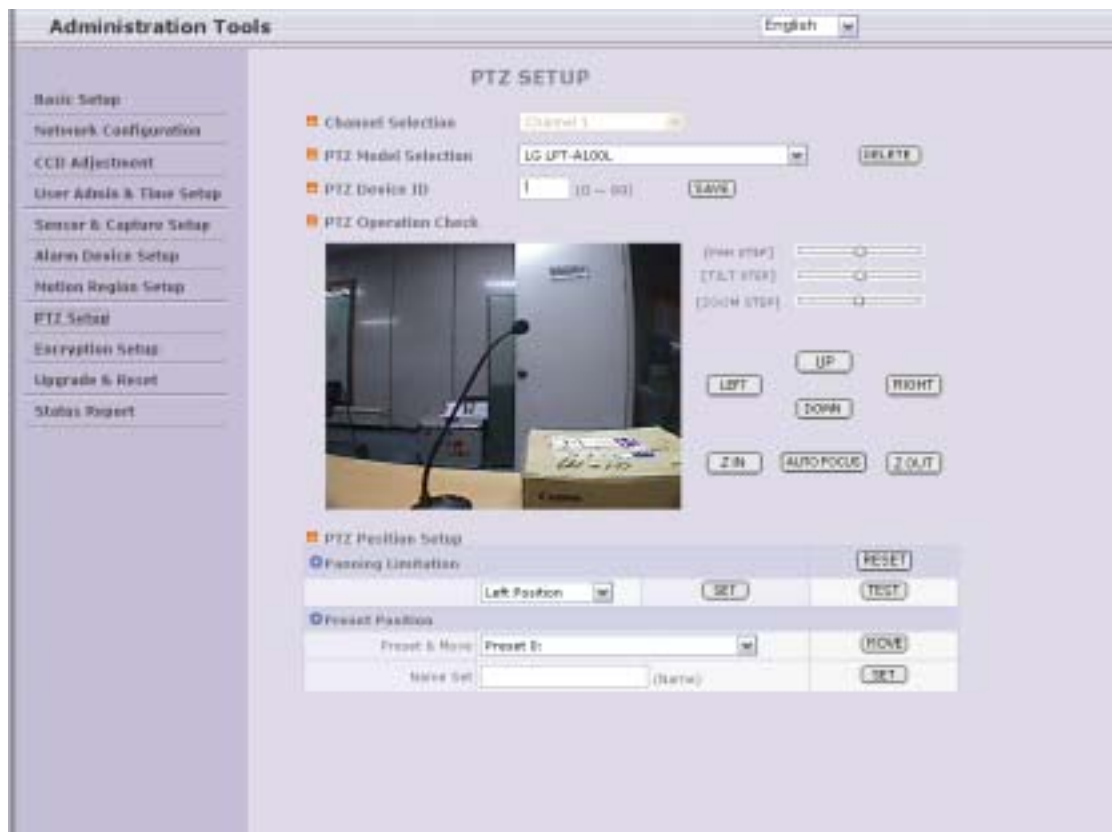 Administration Tools
English
PTZ SETUP
Basic Setup
Network Configuration
CCD Adjustment
User Admin & Time Setup
Sensor & Capture Setup
Alarm Device Setup
Motion Region Setup
PTZ Setup
Encryption Setup
Upgrade & Reset
Status Report
Channel Selection
Channel 1
PTZ Model Selection
LG LPT-A100L
DELETE
PTZ Device ID
1
SAVE
PTZ Operation Check
[PAN STEP]
[TILT STEP]
[ZOOM STEP]
UP
LEFT
RIGHT
DOWN
Z IN
AUTO FOCUS
Z OUT
Canon
PTZ Position Setup
Panning Limitation
RESET
Left Position
SET
TEST
Preset Position
Preset & Move
Preset 0:
MOVE
Name Set
(Name)
SET